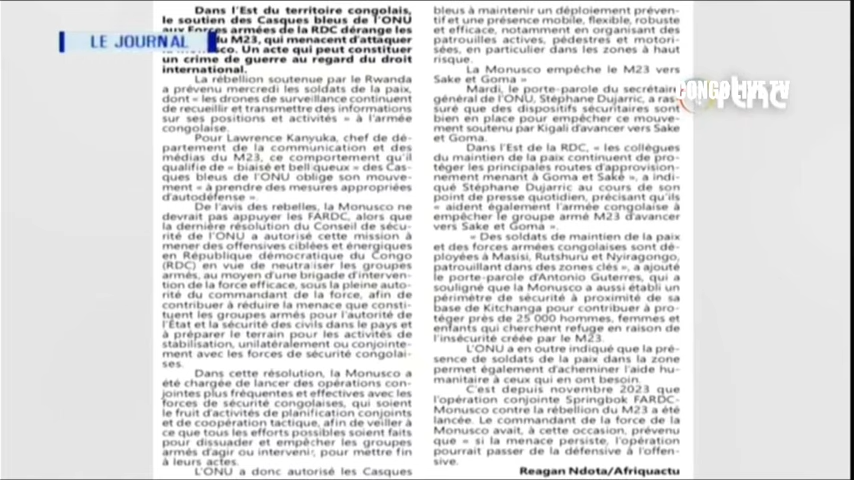 Dans l'Est du territoire congolais,
le soutien des Casques bleus de l'ONU
aux Forces armées de la RDC dérange les
du M23, qui menacent d'attaquer
la Monusco. Un acte qui peut constituer
un crime de guerre au regard du droit
international.
La rébellion soutenue par le Rwanda
a prévenu mercredi les soldats de la paix,
dont « les drones de surveillance continuent
de recueillir et transmettre des informations
sur ses positions et activités » à l'armée
congolaise.
Pour Lawrence Kanyuka, chef de dé-
partement de la communication et des
médias du M23, ce comportement qu'il
qualifie de « biaisé et belliqueux » des Cas-
ques bleus de l'ONU oblige son mouve-
ment « à prendre des mesures appropriées
d'autodéfense ».
De l'avis des rebelles, la Monusco ne
devrait pas appuyer les FARDC, alors que
la dernière résolution du Conseil de sécu-
rité de l'ONU a autorisé cette mission à
mener des offensives ciblées et énergiques
en République démocratique du Congo
(RDC) en vue de neutraliser les groupes
armés, au moyen d'une brigade d'interven-
tion de la force efficace, sous la pleine auto-
rité du commandant de la force, afin de
contribuer à réduire la menace que consti-
tuent les groupes armés pour l'autorité de
l'État et la sécurité des civils dans le pays et
à préparer le terrain pour les activités de
stabilisation, unilatéralement ou conjointe-
ment avec les forces de sécurité congolai-
ses.
Dans cette résolution, la Monusco a
été chargée de lancer des opérations con-
jointes plus fréquentes et effectives avec les
forces de sécurité congolaises, qui soient
le fruit d'activités de planification conjoints
et de coopération tactique, afin de veiller à
ce que tous les efforts possibles soient faits
pour dissuader et empêcher les groupes
armés d'agir ou intervenir, pour mettre fin
à leurs actes.
L'ONU a donc autorisé les Casques
bleus à maintenir un déploiement préven-
tif et une présence mobile, flexible, robuste
et efficace, notamment en organisant des
patrouilles actives, pédestres et motori-
sées, en particulier dans les zones à haut
risque.
La Monusco empêche le M23 vers
Sake et Goma »
Mardi, le porte-parole du secrétaire
général de l'ONU, Stéphane Dujarric, a ras-
suré que des dispositifs sécuritaires sont
bien en place pour empêcher ce mouve-
ment soutenu par Kigali d'avancer vers Sake
et Goma.
Dans l'Est de la RDC, « les collègues
du maintien de la paix continuent de pro-
téger les principales routes d'approvision-
nement menant à Goma et Saké », a indi-
qué Stéphane Dujarric au cours de son
point de presse quotidien, précisant qu'ils
« aident également l'armée congolaise à
empêcher le groupe armé M23 d'avancer
vers Sake et Goma ».
« Des soldats de maintien de la paix
et des forces armées congolaises sont dé-
ployées à Masisi, Rutshuru et Nyiragongo,
patrouillant dans des zones clés », a ajouté
le porte-parole d'Antonio Guterres, qui a
souligné que la Monusco a aussi établi un
périmètre de sécurité à proximité de sa
base de Kitchanga pour contribuer à pro-
téger près de 25 000 hommes, femmes et
enfants qui cherchent refuge en raison de
l'insécurité créée par le M23.
L'ONU a en outre indiqué que la pré-
sence de soldats de la paix dans la zone
permet également d'acheminer l'aide hu-
manitaire à ceux qui en ont besoin.
C'est depuis novembre 2023 que
l'opération conjointe Springbok FARDC-
Monusco contre la rébellion du M23 a été
lancée. Le commandant de la force de la
Monusco avait, à cette occasion, prévenu
que « si la menace persiste, l'opération
pourrait passer de la défensive à l'offen-
sive.
Reagan Ndota/Afriquactu
LE JOURNAL
CONGO LIVE TV
rtnc